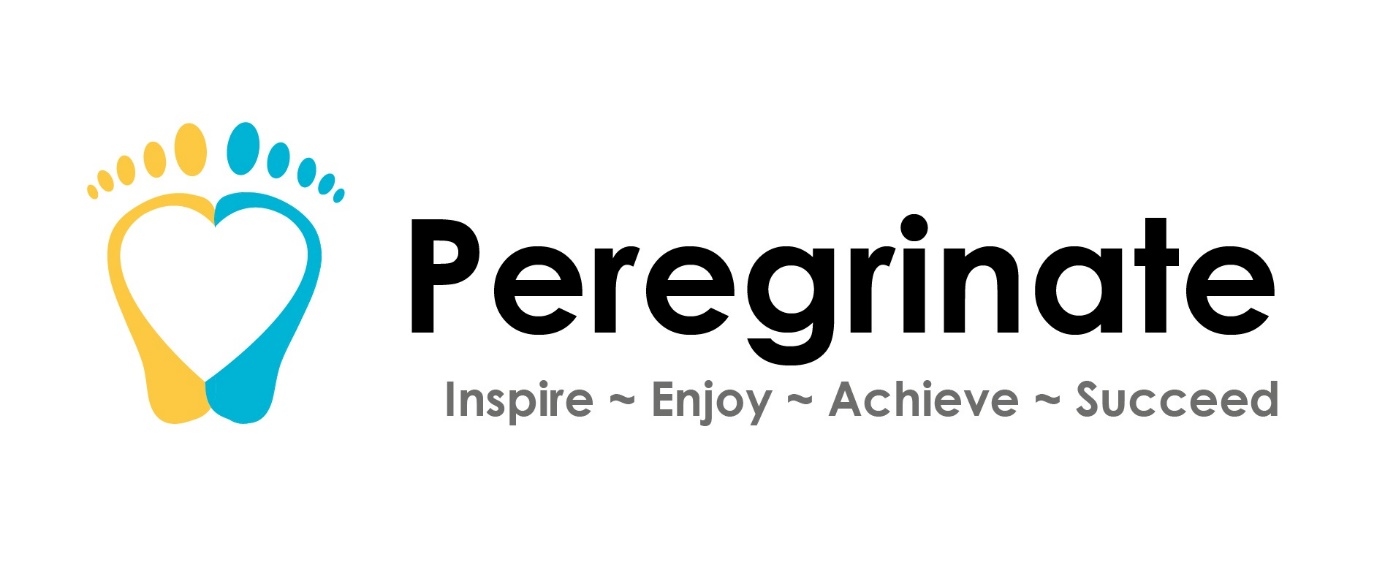 Peregrinate
Inspire ~ Enjoy ~ Achieve ~ Succeed